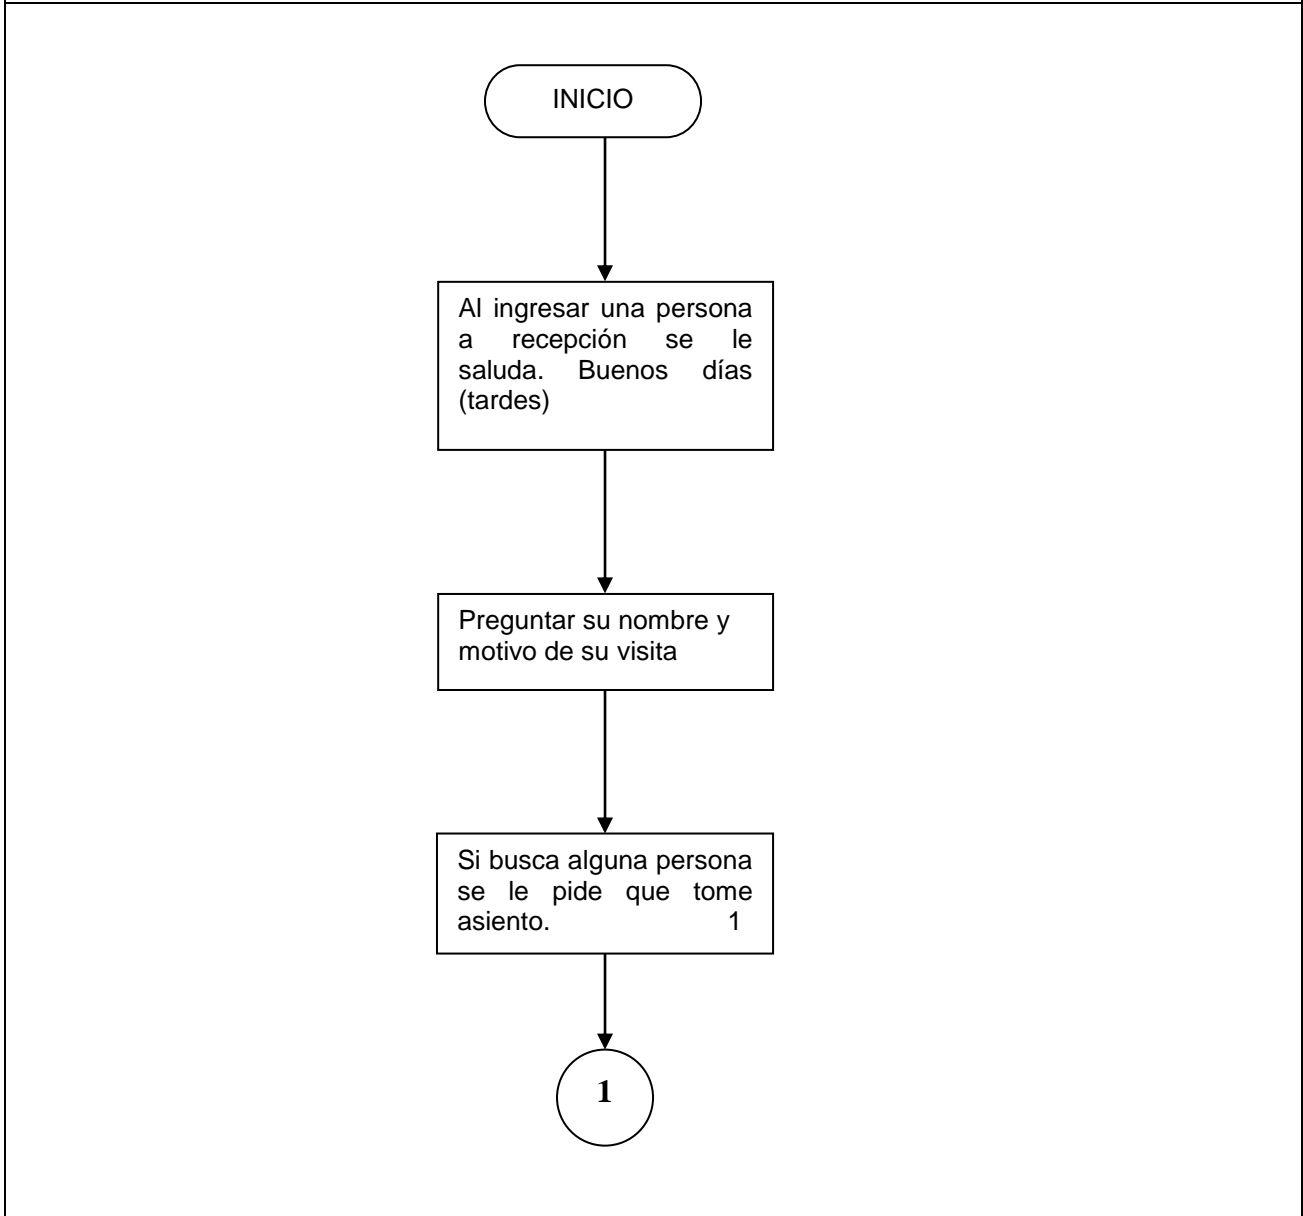 INICIO
Al ingresar una persona
a recepción se le
saluda. Buenos días
(tardes)
Preguntar su nombre y
motivo de su visita
Si busca alguna persona
se le pide que tome
asiento. 1
1